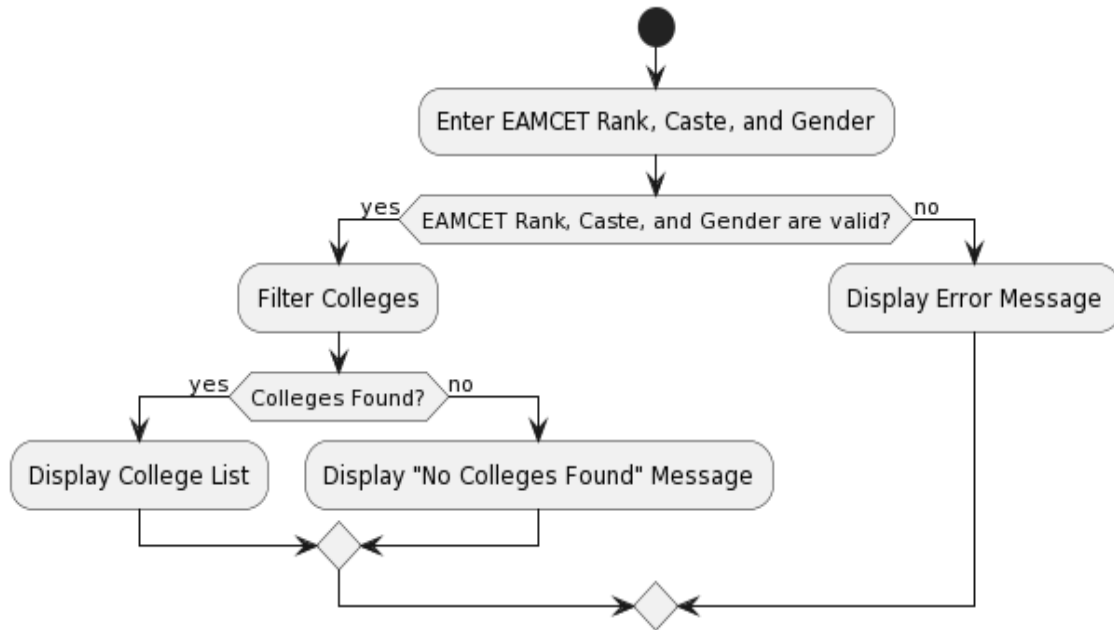 Enter EAMCET Rank, Caste, and Gender
yes
EAMCET Rank, Caste, and Gender are valid?
no
Filter Colleges
Display Error Message
yes
Colleges Found?
no
Display College List
Display "No Colleges Found" Message